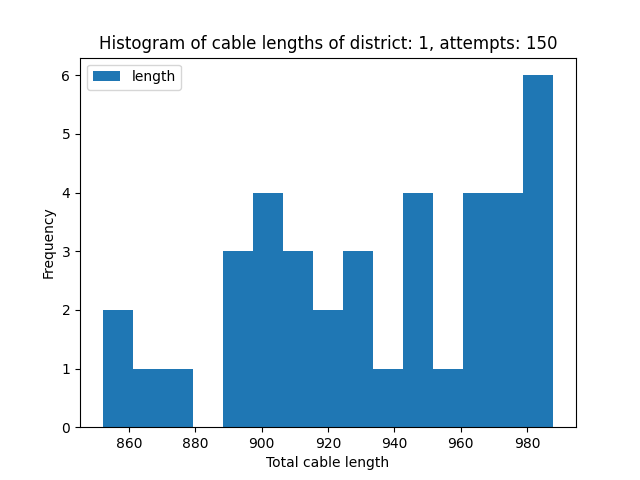 Histogram of cable lengths of district: 1, attempts: 150
length
6
5
4
3
2
1
0
Frequency
860 880 900 920 940 960 980
Total cable length